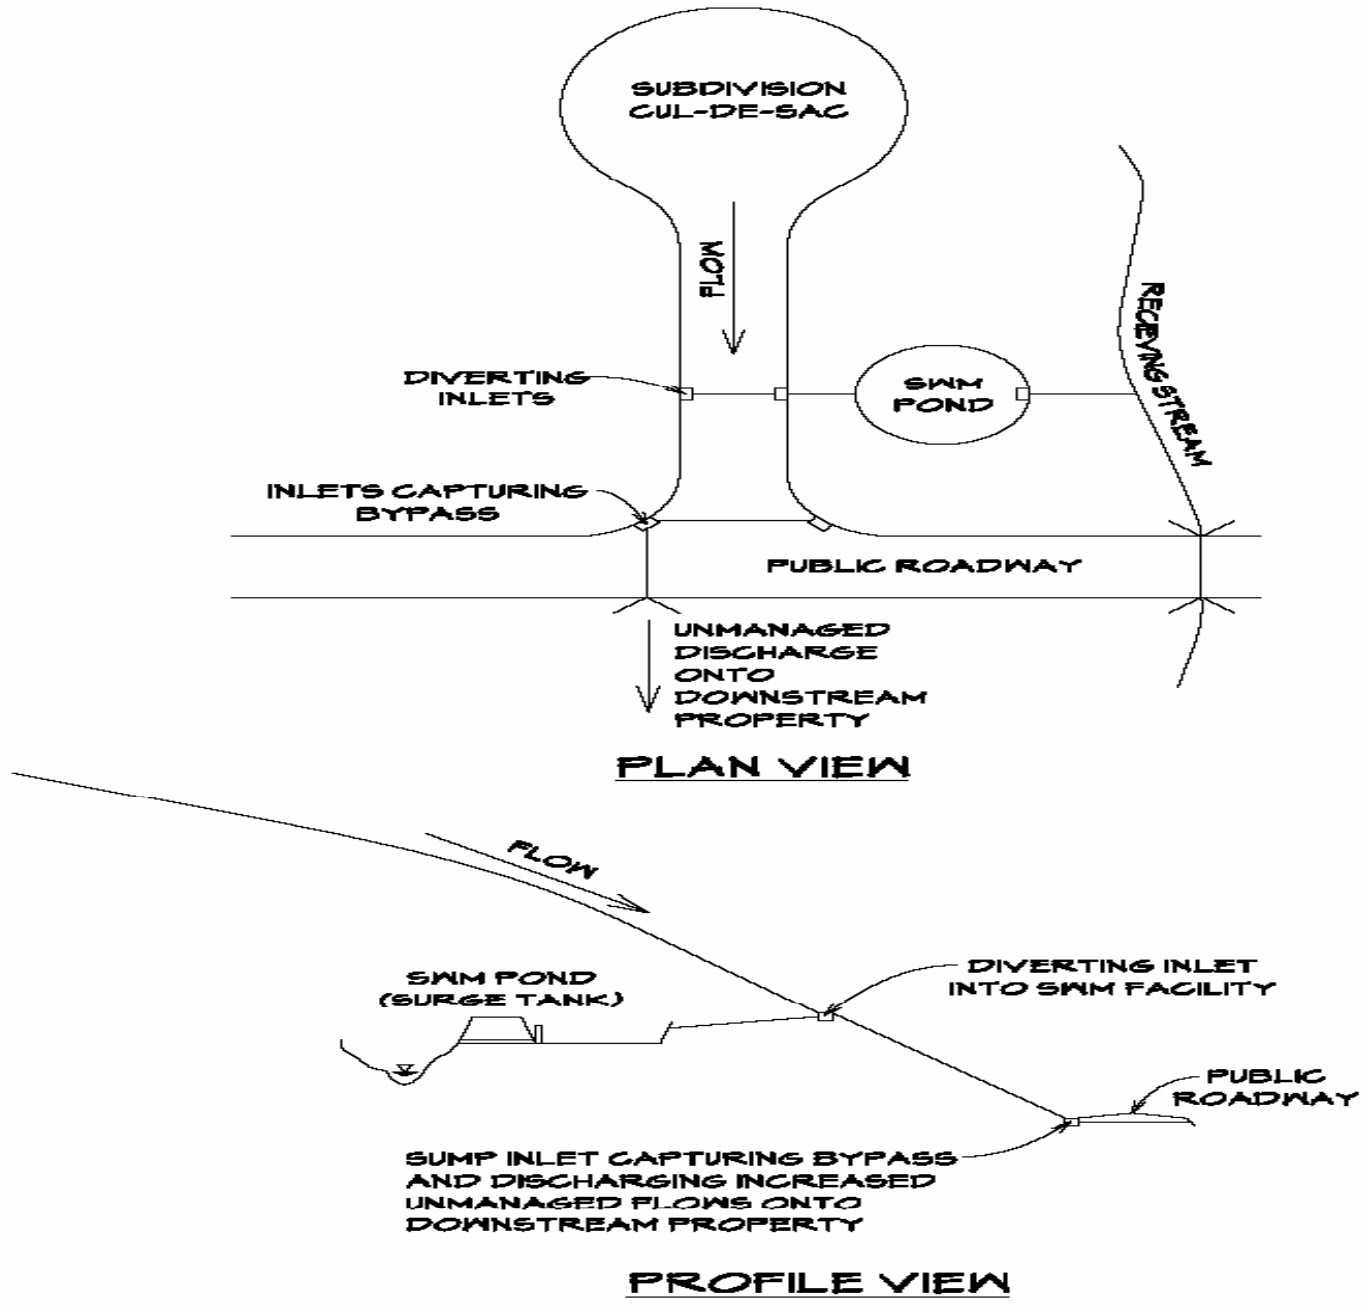 SUBDIVISION
CUL-DE-SAC
FLOW
RECIEVING STREAM
DIVERTING
INLETS
SWM
POND
INLETS CAPTURING
BYPASS
PUBLIC ROADWAY
UNMANAGED
DISCHARGE
ONTO
DOWNSTREAM
PROPERTY
PLAN VIEW
FLOW
SWM POND
(SURGE TANK)
DIVERTING INLET
INTO SWM FACILITY
PUBLIC
ROADWAY
SUMP INLET CAPTURING BYPASS
AND DISCHARGING INCREASED
UNMANAGED FLOWS ONTO
DOWNSTREAM PROPERTY
PROFILE VIEW